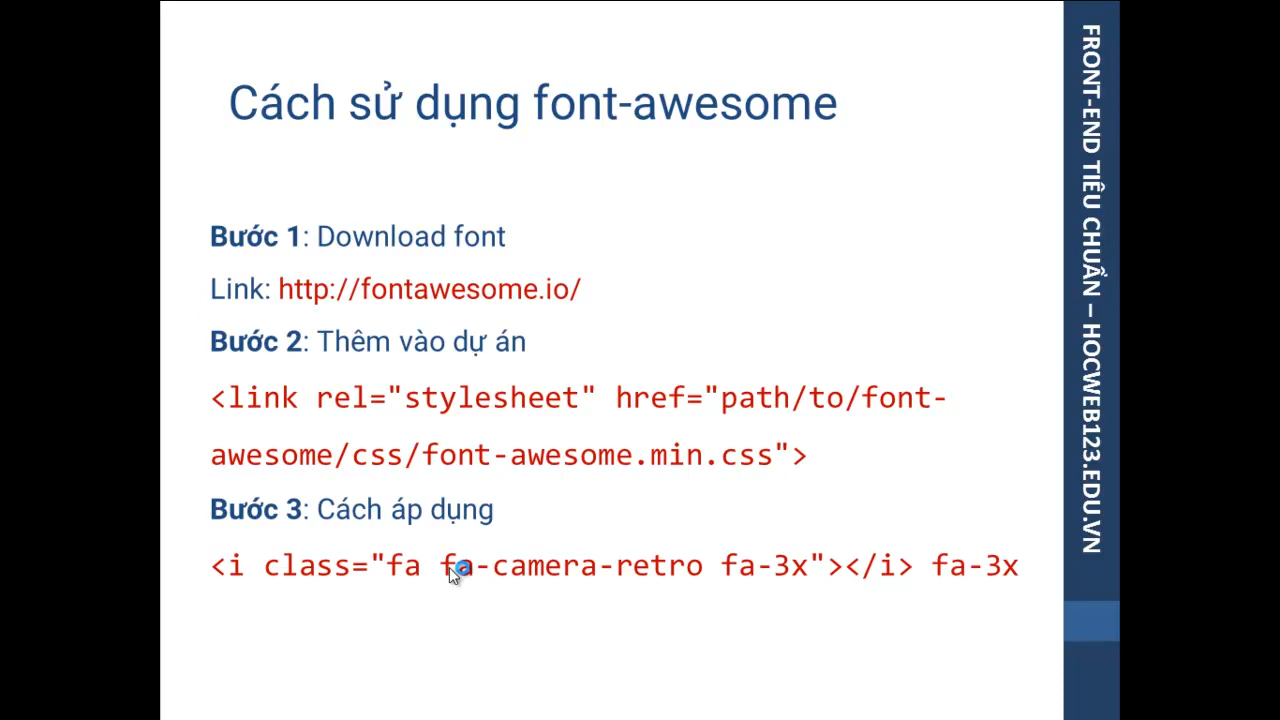 Cách sử dụng font-awesome
Bước 1: Download font
Link: http://fontawesome.io/
Bước 2: Thêm vào dự án
<link rel="stylesheet" href="path/to/font-
awesome/css/font-awesome.min.css">
Bước 3: Cách áp dụng
<i class="fa fa-camera-retro fa-3x"></i> fa-3x
FRONT-END TIÊU CHUẨN – HOCWEB123.EDU.VN